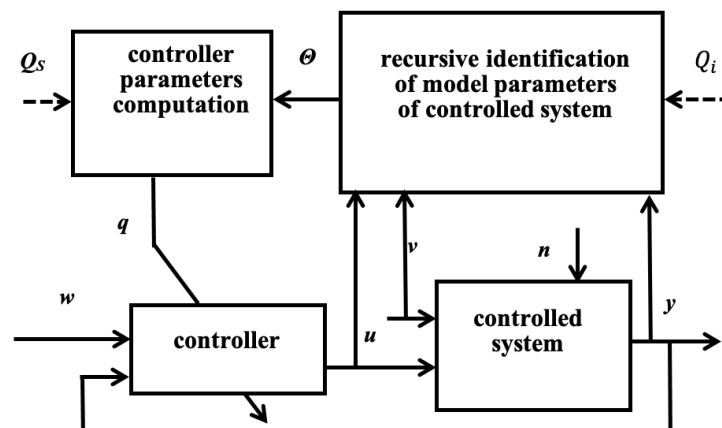 controller
parameters
computation
Qs
Θ
recursive identification
of model parameters
of controlled system
Qi
q
v
n
w
u
y
controller
controlled
system